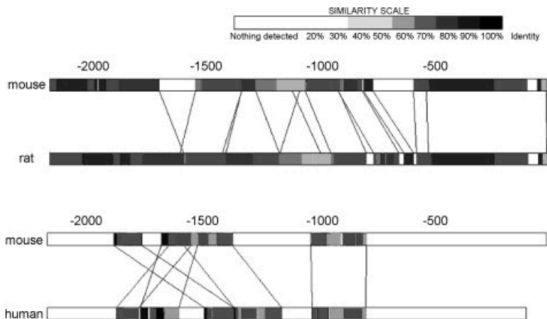 SIMILARITY SCALE
Nothing detected 20% 30% 40% 50% 60% 70% 80% 90% 100% Identity
-2000 -1500 -1000 -500
mouse
rat
-2000 -1500 -1000 -500
mouse
human